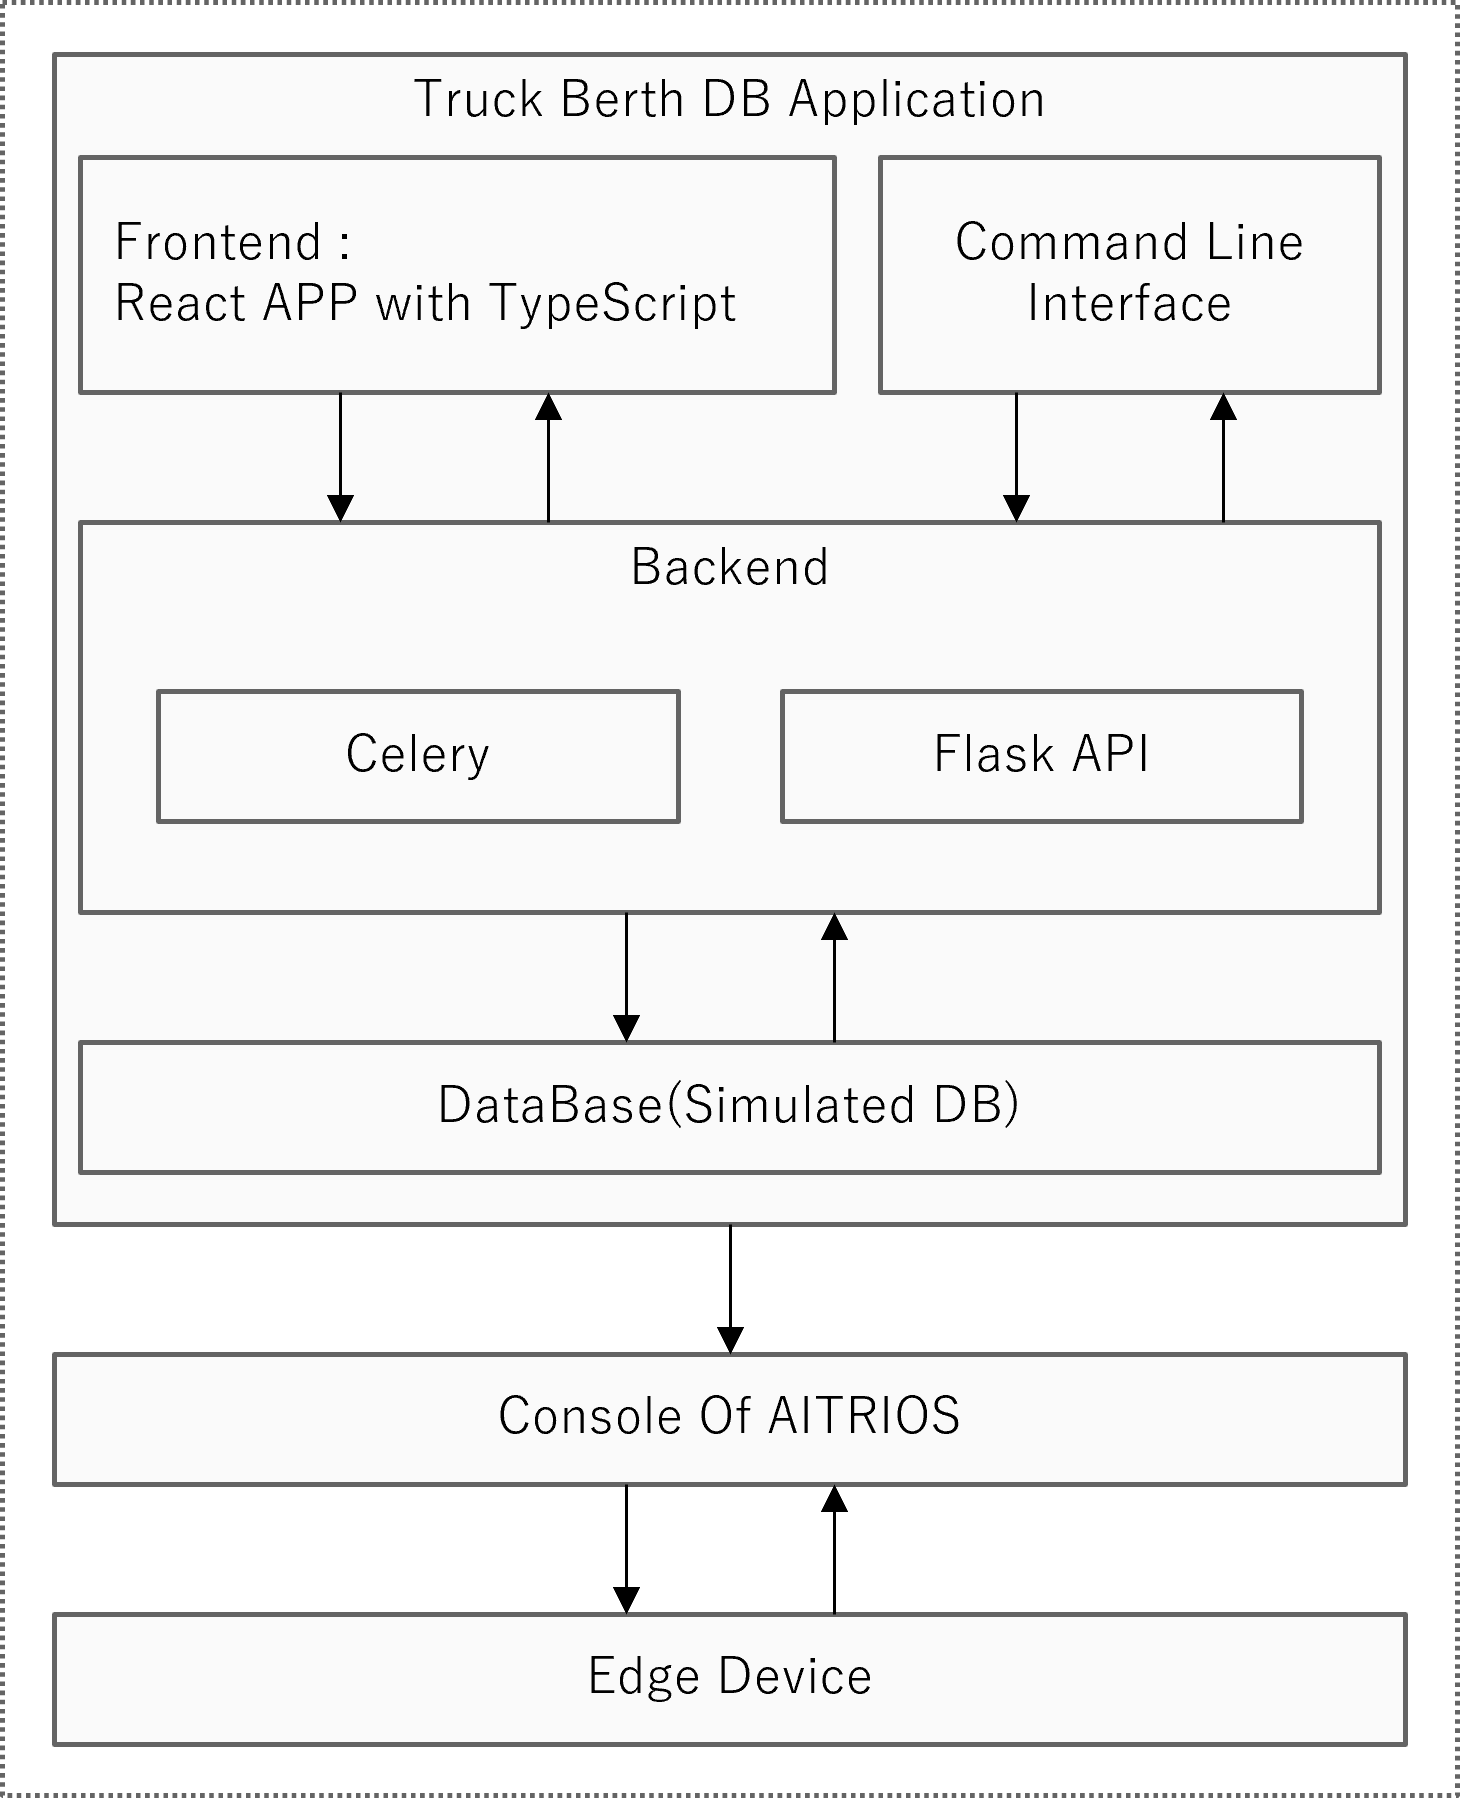 Truck Berth DB Application
Frontend :
React APP with TypeScript
Command Line
Interface
Backend
Celery
Flask API
DataBase(Simulated DB)
Console Of AITRIOS
Edge Device